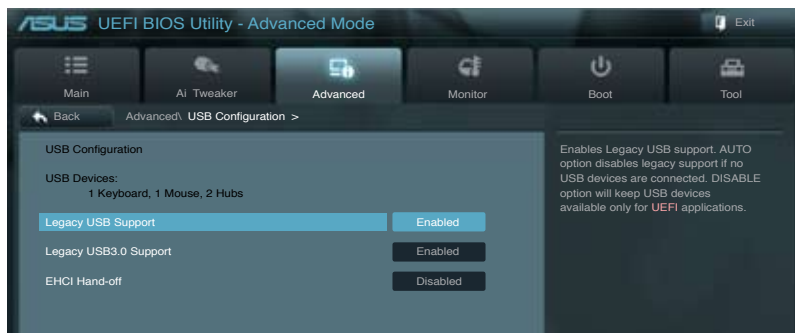 ASUS UEFI BIOS Utility - Advanced Mode
Exit
Main
Ai Tweaker
Advanced
Monitor
Boot
Tool
Back
Advanced\ USB Configuration >
USB Configuration
USB Devices:
1 Keyboard, 1 Mouse, 2 Hubs
Legacy USB Support Enabled
Legacy USB3.0 Support Enabled
EHCI Hand-off Disabled
Enables Legacy USB support. AUTO
option disables legacy support if no
USB devices are connected. DISABLE
option will keep USB devices
available only for UEFI applications.